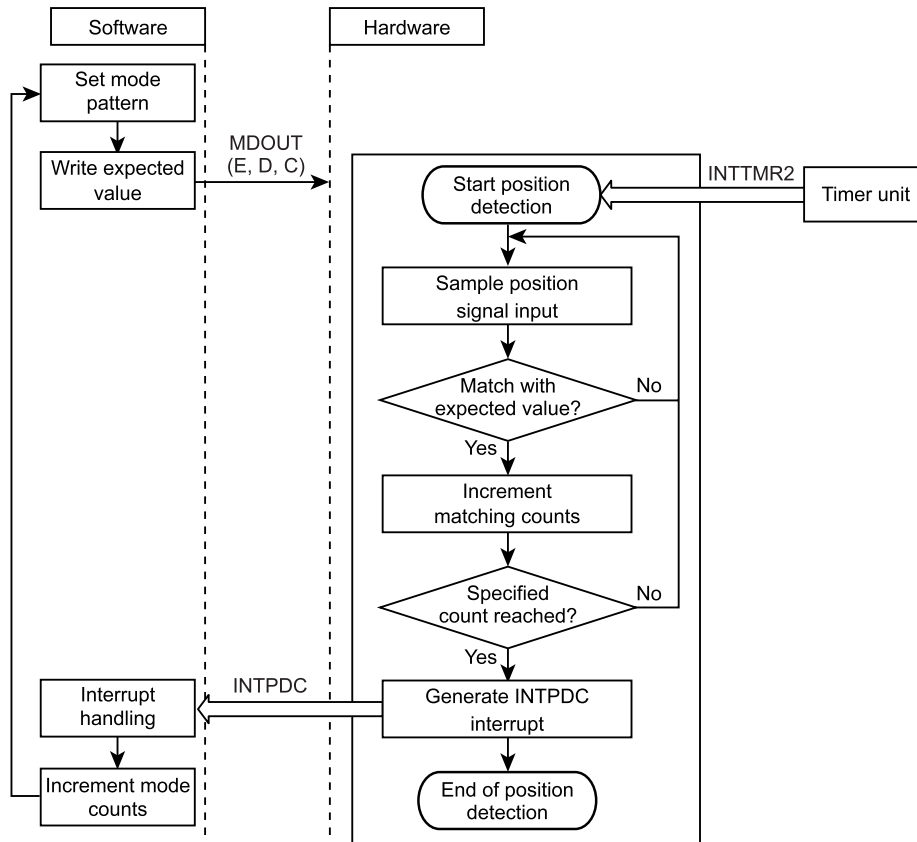 Software
Hardware
Set mode
pattern
Write expected
value
MDOUT
(E, D, C)
Start position
detection
INTTMR2
Timer unit
Sample position
signal input
Match with
expected value?
No
Yes
Increment
matching counts
Specified
count reached?
No
Yes
Generate INTPDC
interrupt
INTPDC
Interrupt
handling
Increment mode
counts
End of position
detection